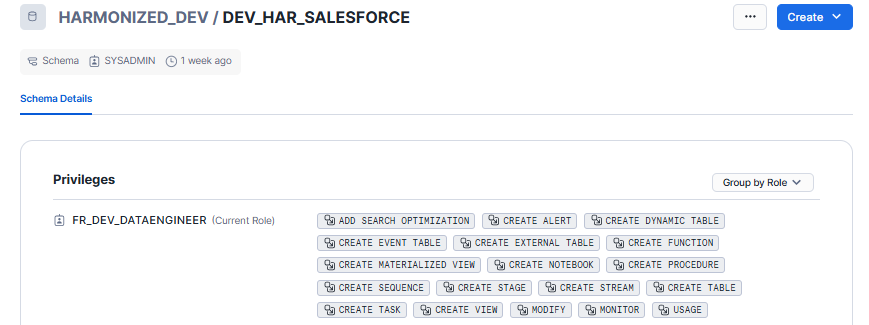 HARMONIZED_DEV / DEV_HAR_SALESFORCE
... Create
Schema SYSADMIN 1 week ago
Schema Details
Privileges Group by Role
FR_DEV_DATAENGINEER (Current Role) ADD SEARCH OPTIMIZATION CREATE ALERT CREATE DYNAMIC TABLE
CREATE EVENT TABLE CREATE EXTERNAL TABLE CREATE FUNCTION
CREATE MATERIALIZED VIEW CREATE NOTEBOOK CREATE PROCEDURE
CREATE SEQUENCE CREATE STAGE CREATE STREAM CREATE TABLE
CREATE TASK CREATE VIEW MODIFY MONITOR USAGE